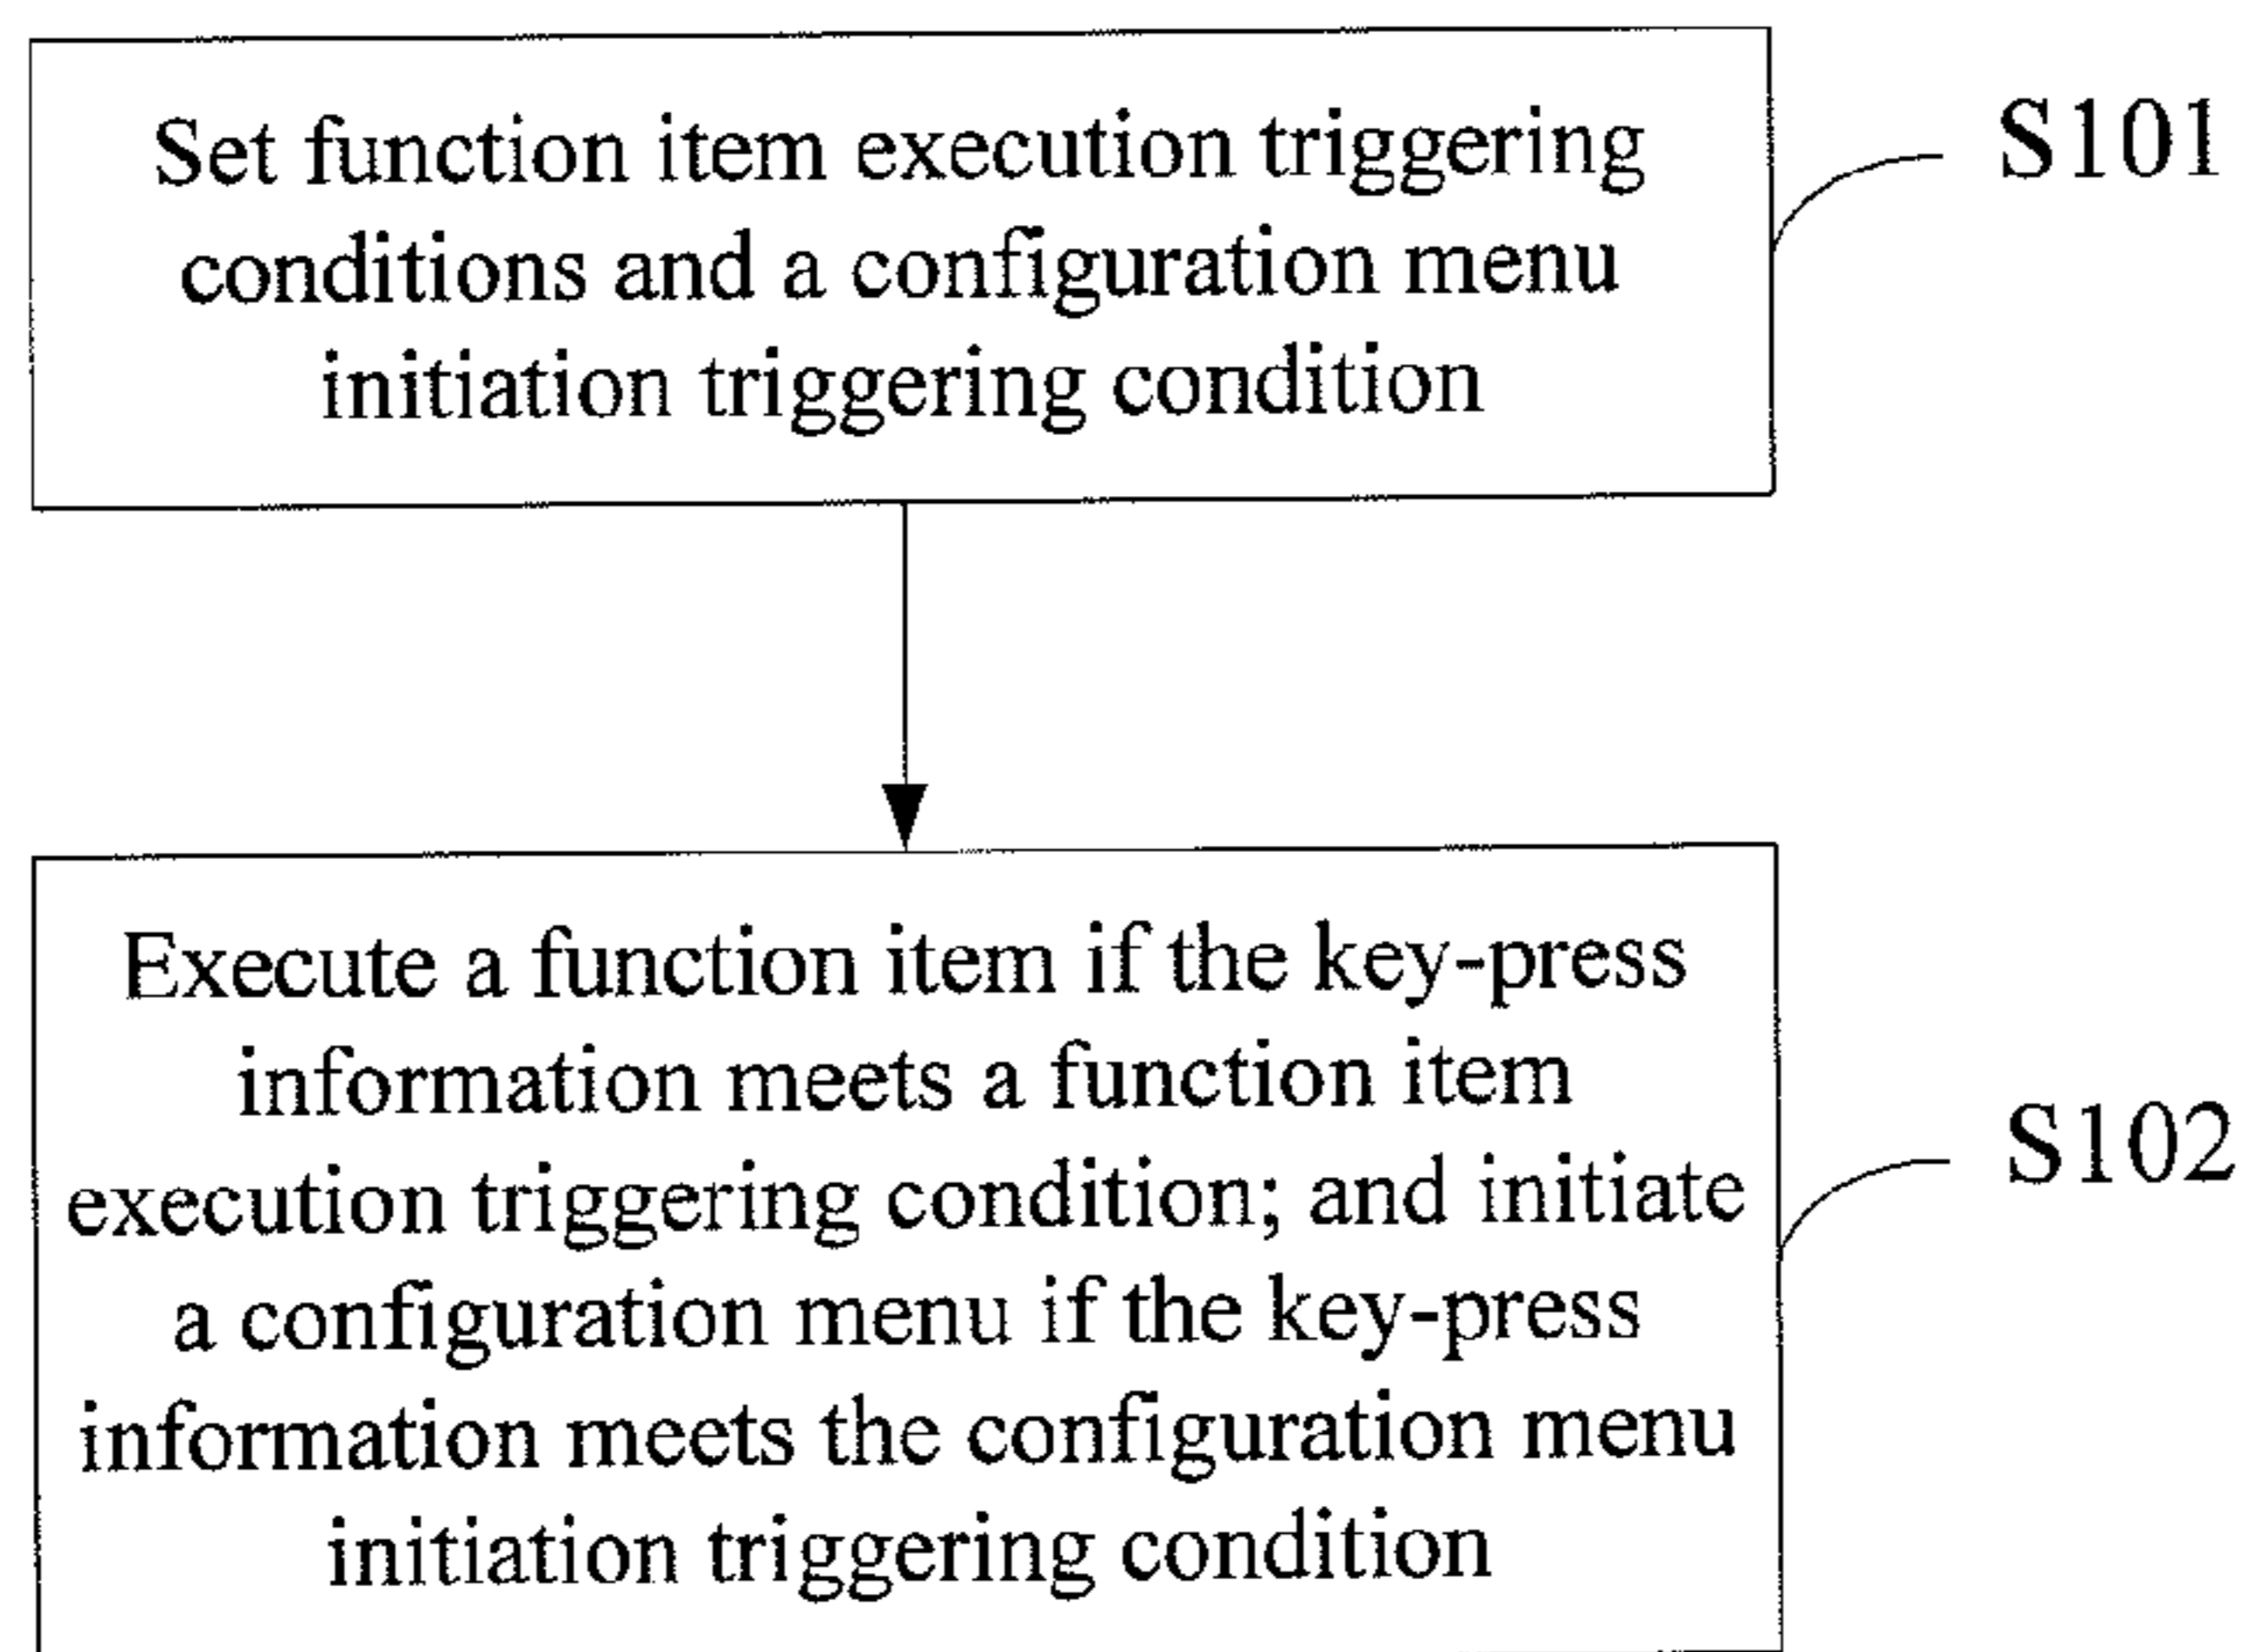 Set function item execution triggering
conditions and a configuration menu
initiation triggering condition
S101
Execute a function item if the key-press
information meets a function item
execution triggering condition; and initiate
a configuration menu if the key-press
information meets the configuration menu
initiation triggering condition
S102